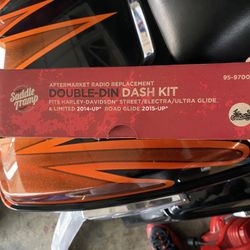 Saddle
Tramp
AFTERMARKET RADIO REPLACEMENT
DOUBLE-DIN DASH KIT
FITS HARLEY-DAVIDSON® STREET/ELECTRA/ULTRA GLIDE
& LIMITED 2014-UP* ROAD GLIDE 2015-UP*
95-9700